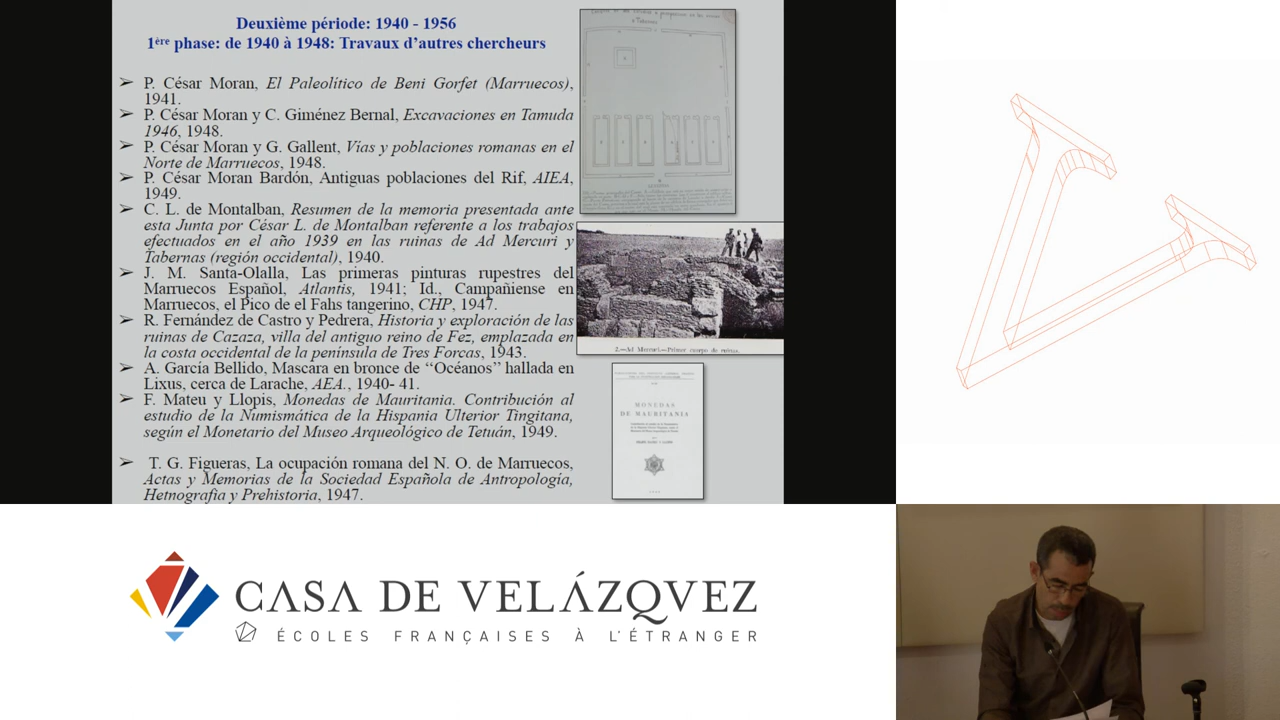 Deuxième période: 1940 - 1956
1ère phase: de 1940 à 1948: Travaux d’autres chercheurs
➢ P. César Moran, El Paleolítico de Beni Gorfet (Marruecos),
1941.
➢ P. César Moran y C. Giménez Bernal, Excavaciones en Tamuda
1946, 1948.
➢ P. César Moran y G. Gallent, Vías y poblaciones romanas en el
Norte de Marruecos, 1948.
➢ P. César Moran Bardón, Antiguas poblaciones del Rif, AIEA,
1949.
➢ C. L. de Montalban, Resumen de la memoria presentada ante
esta Junta por César L. de Montalban referente a los trabajos
efectuados en el año 1939 en las ruinas de Ad Mercuri y
Tabernas (región occidental), 1940.
➢ J. M. Santa-Olalla, Las primeras pinturas rupestres del
Marruecos Español, Atlantis, 1941; Id., Campañiense en
Marruecos, el Pico de el Fahs tangerino, CHP, 1947.
➢ R. Fernández de Castro y Pedrera, Historia y exploración de las
ruinas de Cazaza, villa del antiguo reino de Fez, emplazada en
la costa occidental de la península de Tres Forcas, 1943.
➢ A. García Bellido, Mascára en bronce de “Océanos” hallada en
Lixus, cerca de Larache, AEA., 1940- 41.
➢ F. Mateu y Llopis, Monedas de Mauritania. Contribución al
estudio de la Numismática de la Hispania Ulterior Tingitana,
según el Monetario del Museo Arqueológico de Tetuán, 1949.
➢ T. G. Figueras, La ocupación romana del N. O. de Marruecos,
Actas y Memorias de la Sociedad Española de Antropología,
Hetnografia y Prehistoria, 1947.
2.—Ad Mercuri.—Primer cuerpo de ruinas.
MONEDAS
DE MAURITANIA
CASA DE VELÁZQVEZ
ÉCOLES FRANÇAISES À L'ÉTRANGER